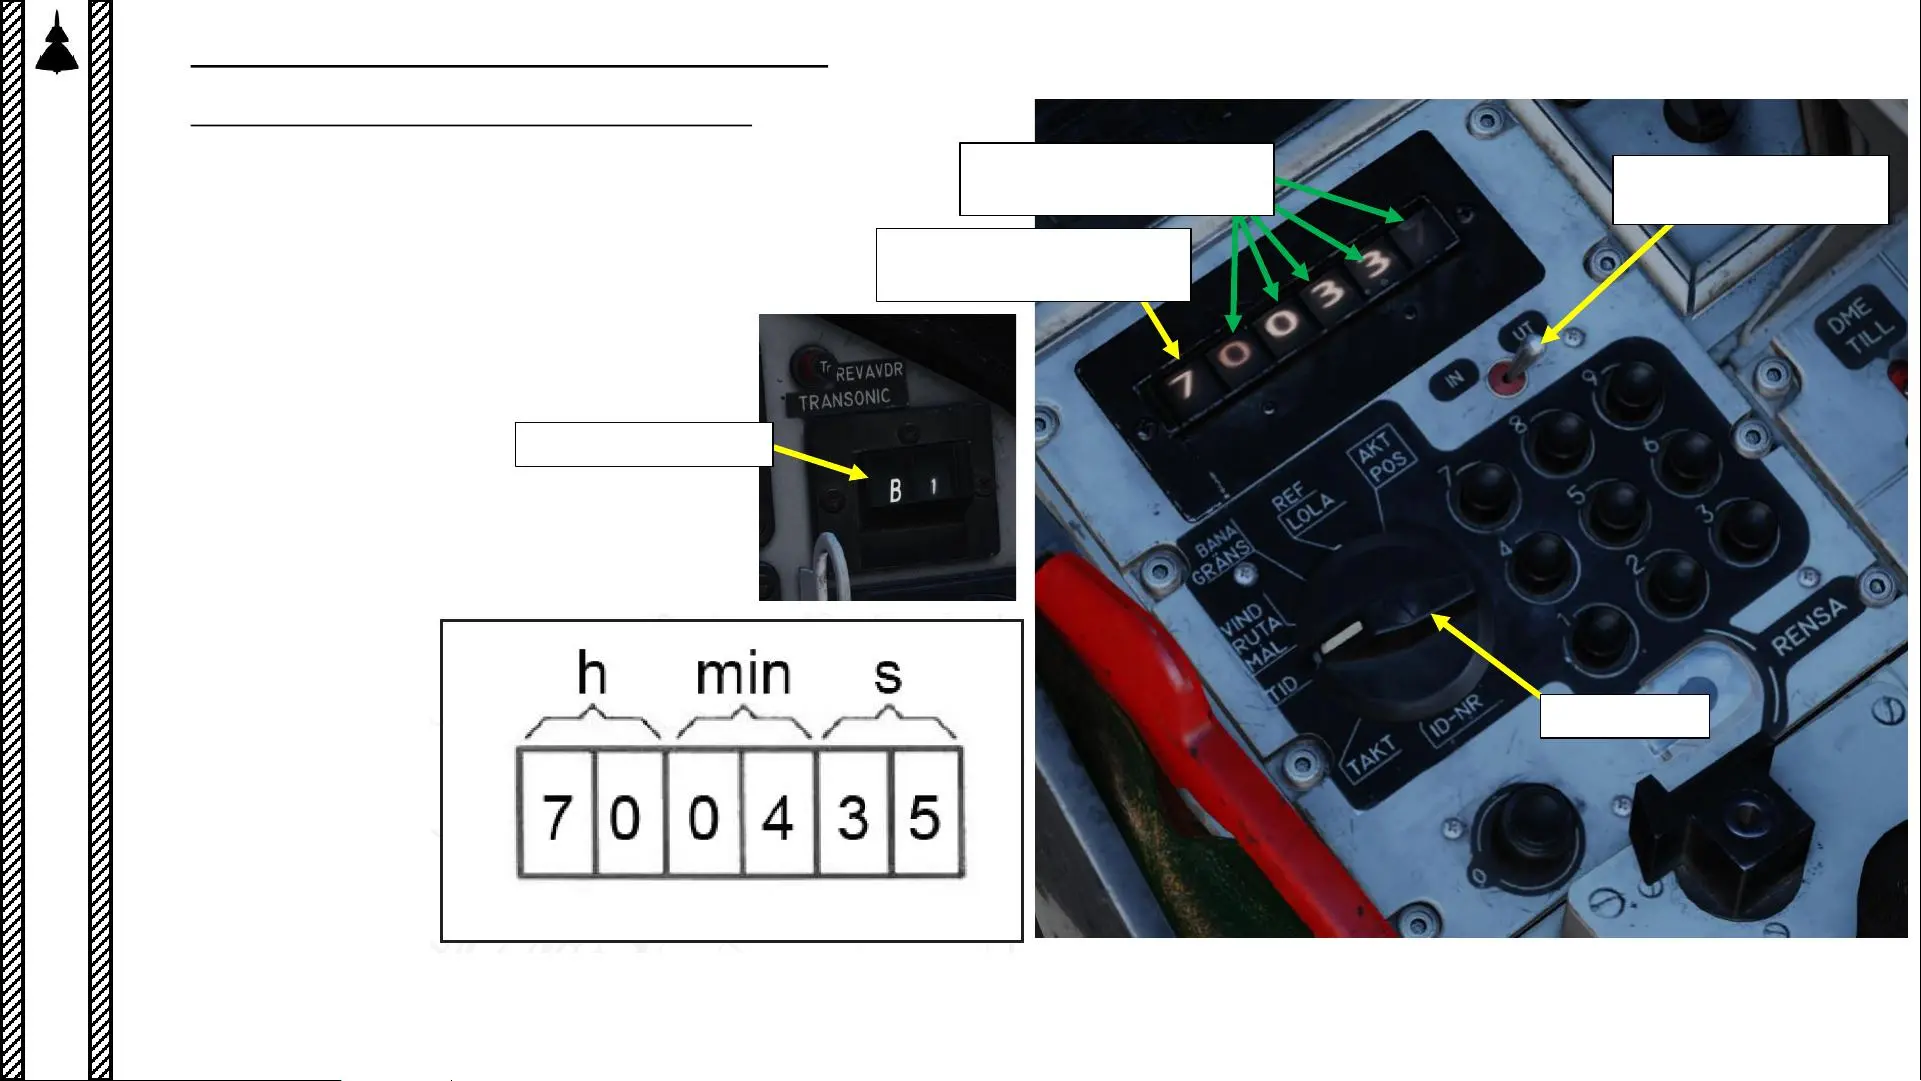 Tr
REVAVDR
TRANSONIC
B 1
h min s
7 0 0 4 3 5
7 0 0 3 3
UT
IN
DME
TILL
AKT
POS
REF
LOLA
BANA
GRÄNS
VIND
RUTA
MÅL
TID
TAKT
ID-NR
9
8
6
7
5
3
4
2
1
RENSA
0